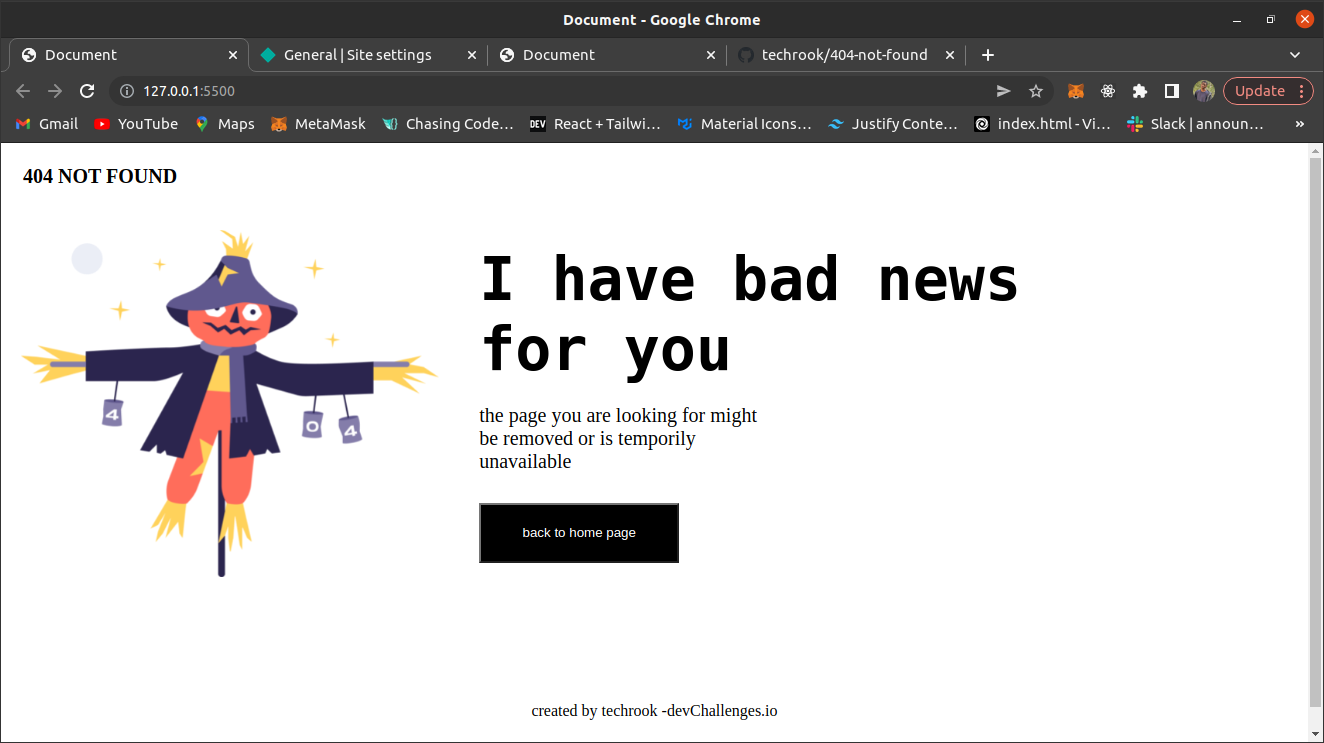 Document - Google Chrome
Document
General | Site settings
Document
techrook/404-not-found
127.0.0.1:5500
Update
Gmail
YouTube
Maps
MetaMask
Chasing Code…
DEV
React + Tailwi…
Material Icons…
Justify Conte…
index.html - Vi…
Slack | announ…
»
404 NOT FOUND
I have bad news
for you
4
0
4
the page you are looking for might
be removed or is temporily
unavailable
back to home page
created by techrook -devChallenges.io